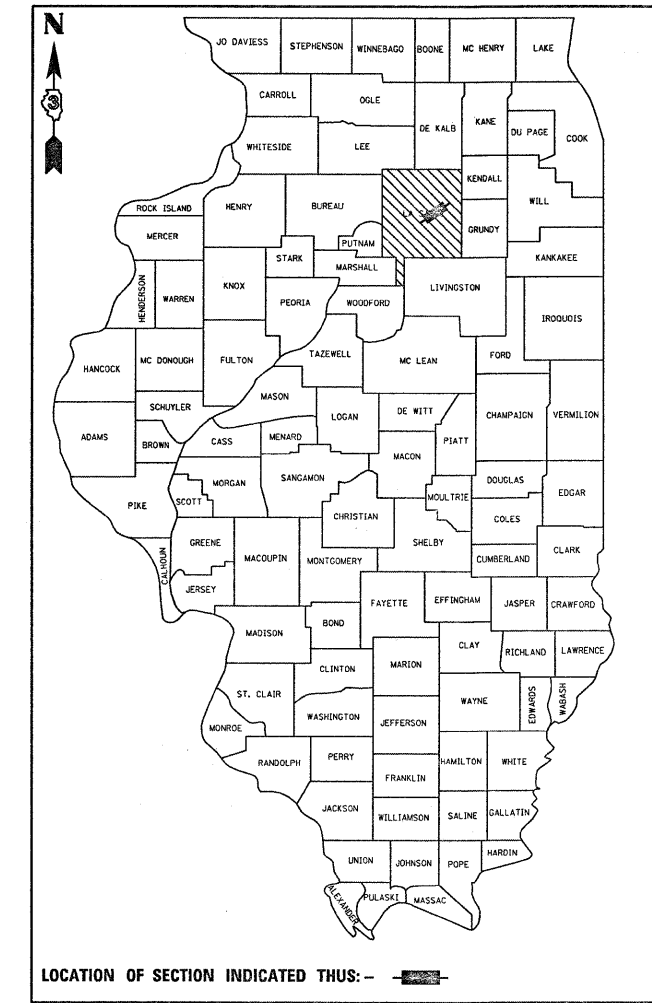 N
3
JO DAVIESS STEPHENSON WINNEBAGO BOONE MC HENRY LAKE
CARROLL OGLE
DE KALB KANE DU PAGE COOK
WHITESIDE LEE
KENDALL
ROCK ISLAND HENRY BUREAU LA WILL
MERCER PUTNAM GRUNDY
STARK MARSHALL KANKAKEE
HENDERSON WARREN KNOX PEORIA WOODFORD LIVINGSTON
IROQUOIS
HANCOCK MC DONOUGH FULTON TAZEWELL MC LEAN FORD
SCHUYLER MASON LOGAN DE WITT CHAMPAIGN VERMILION
ADAMS BROWN CASS MENARD MACON PIATT
PIKE SCOTT MORGAN SANGAMON MOULTRIE DOUGLAS EDGAR
CHRISTIAN COLES
CALHOUN GREENE MACOUPIN MONTGOMERY SHELBY CUMBERLAND CLARK
JERSEY FAYETTE EFFINGHAM JASPER CRAWFORD
MADISON BOND CLAY RICHLAND LAWRENCE
CLINTON MARION
ST. CLAIR WASHINGTON JEFFERSON WAYNE EDWARDS WABASH
MONROE
RANDOLPH PERRY FRANKLIN HAMILTON WHITE
JACKSON WILLIAMSON SALINE GALLATIN
UNION JOHNSON POPE HARDIN
ALEXANDER PULASKI MASSAC
LOCATION OF SECTION INDICATED THUS: -